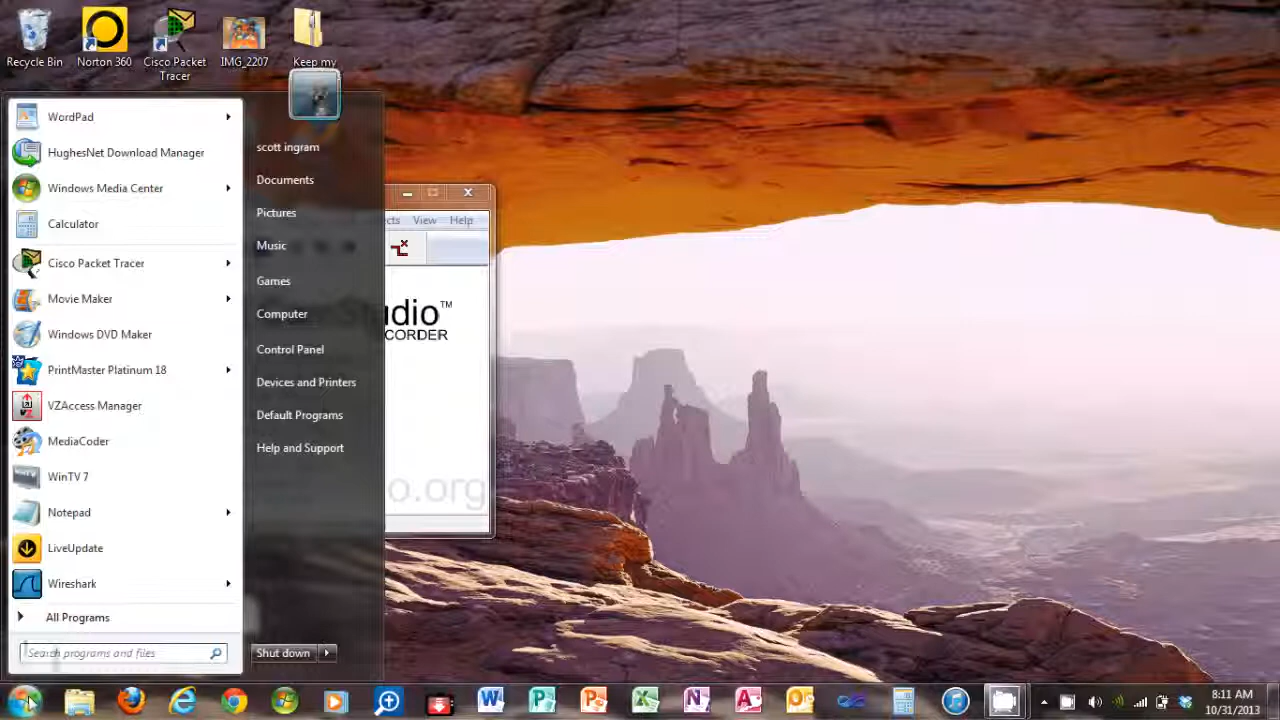 Recycle Bin
Norton 360
Cisco Packet
Tracer
IMG_2207
Keep my
WordPad
HughesNet Download Manager
Windows Media Center
Calculator
Cisco Packet Tracer
Movie Maker
Windows DVD Maker
PrintMaster Platinum 18
VZAccess Manager
MediaCoder
WinTV 7
Notepad
LiveUpdate
Wireshark
All Programs
Search programs and files
scott ingram
Documents
Pictures
Music
Games
Computer
Control Panel
Devices and Printers
Default Programs
Help and Support
Shut down
View Help
o.org
8:11 AM
10/31/2013